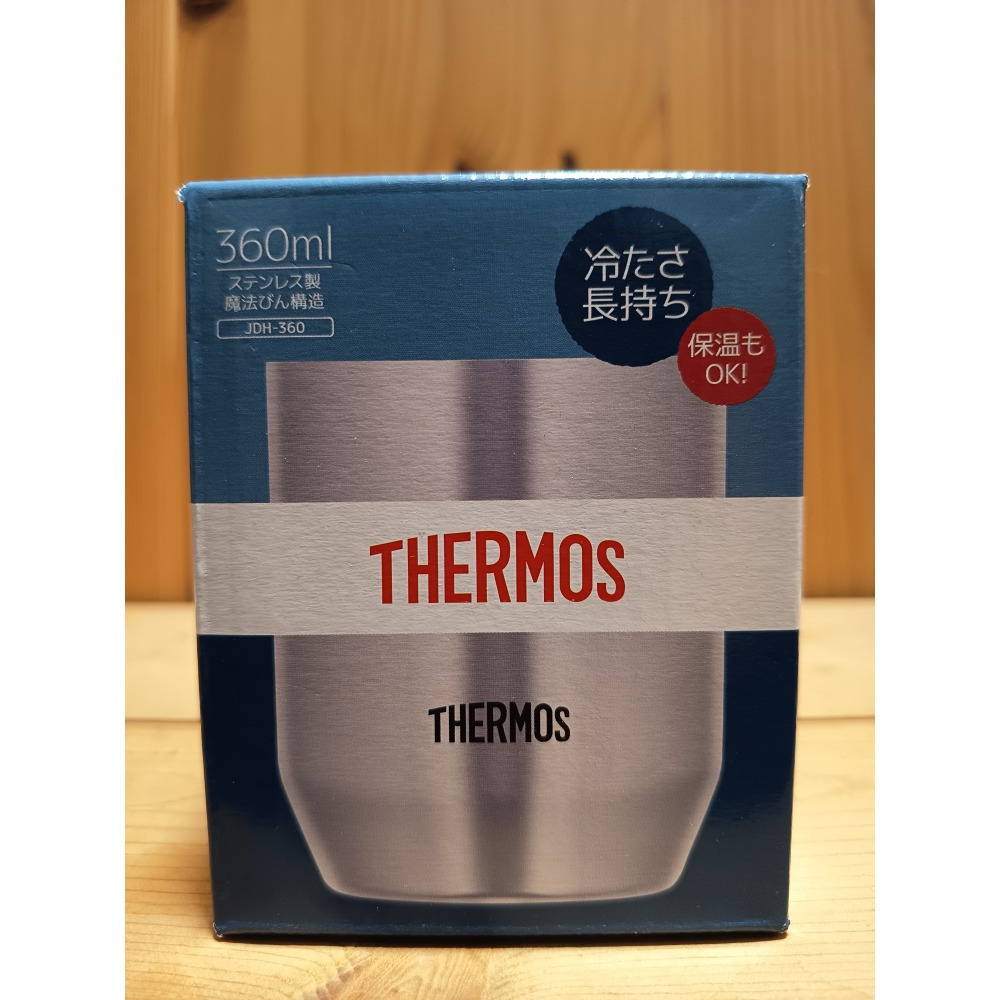 360ml
ステンレス製
魔法びん構造
JDH-360
冷たさ
長持ち
保温も
OK!
THERMOS
THERMOS